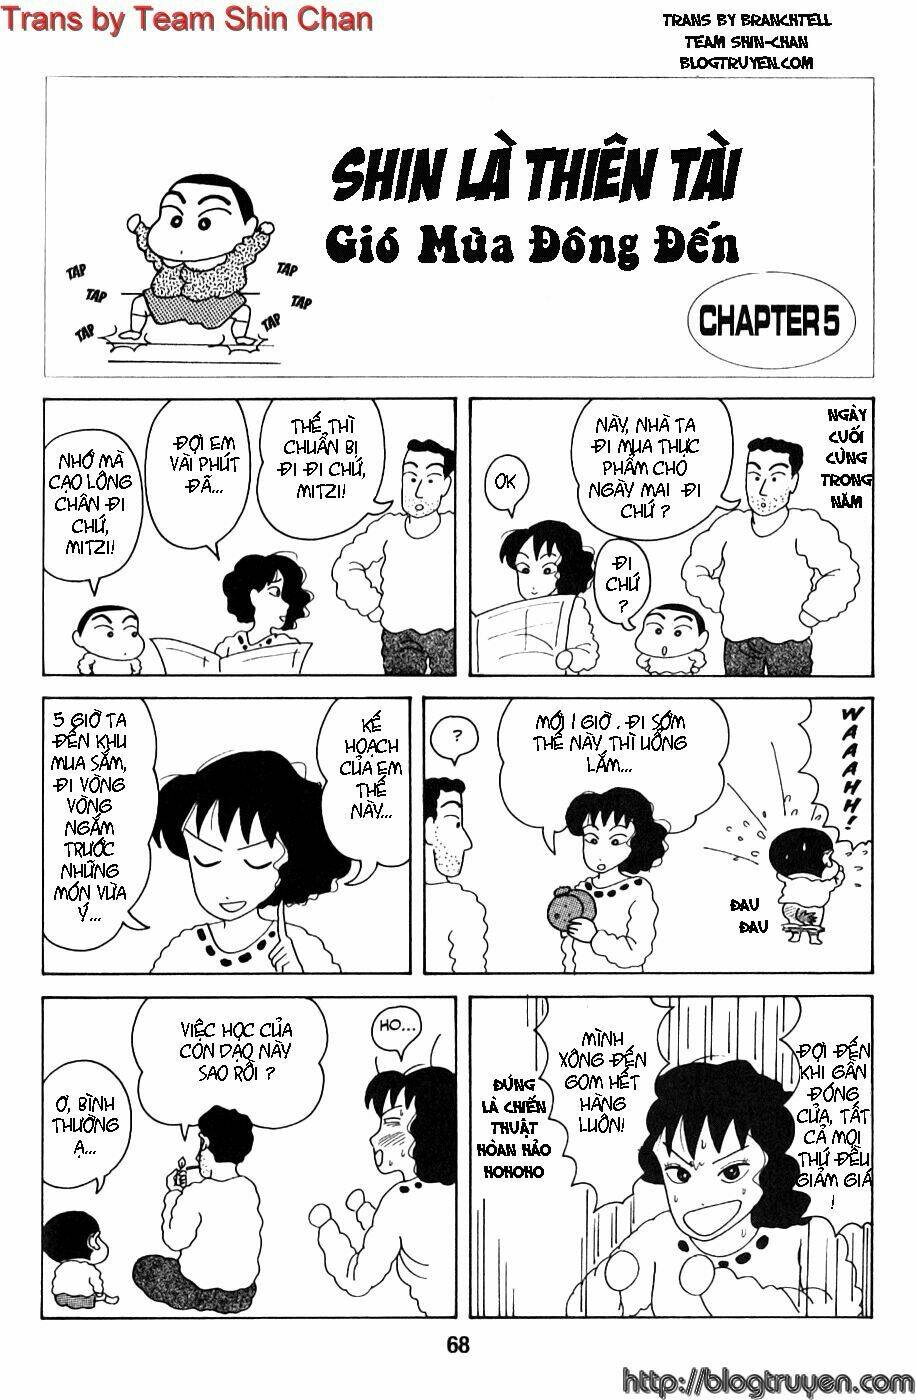 Trans by Team Shin Chan
TRANS BY BRANCHTELL
TEAM SHIN-CHAN
BLOGTRUYEN.COM
SHIN LÀ THIÊN TÀI
Gió Mùa Đông Đến
CHAPTER 5
TAP
TAP
TAP
TAP
TAP
TAP
NGÀY
CUỐI
CÙNG
TRONG
NĂM
NÀY, NHÀ TA
ĐI MUA THỰC
PHẨM CHO
NGÀY MAI ĐI
CHỨ ?
OK
ĐI
CHỨ
?
THẾ THÌ
CHUẨN BỊ
ĐI ĐI CHỨ,
MITZI!
ĐỢI EM
VÀI PHÚT
ĐÃ...
NHỚ MÀ
CẠO LÔNG
CHÂN ĐI
CHỨ,
MITZI!
WAAAHH!
MỚI 1 GIỜ . ĐI SỚM
THẾ NÀY THÌ UỔNG
LẮM...
?
ĐAU
ĐAU
KẾ
HOẠCH
CỦA EM
THẾ
NÀY...
5 GIỜ TA
ĐẾN KHU
MUA SẮM,
ĐI VÒNG
VÒNG
NGẮM
TRƯỚC
NHỮNG
MÓN VỪA
Ý...
ĐỢI ĐẾN
KHI GẦN
ĐÓNG
CỬA, TẤT
CẢ MỌI
THỨ ĐỀU
GIẢM GIÁ
!
MÌNH
XÔNG ĐẾN
GOM HẾT
HÀNG
LUÔN!
ĐÚNG
LÀ CHIẾN
THUẬT
HOÀN HẢO
HOHOHO
HO...
VIỆC HỌC CỦA
CON DẠO NÀY
SAO RỒI ?
Ơ, BÌNH
THƯỜNG
Ạ...
68
http://blogtruyen.com